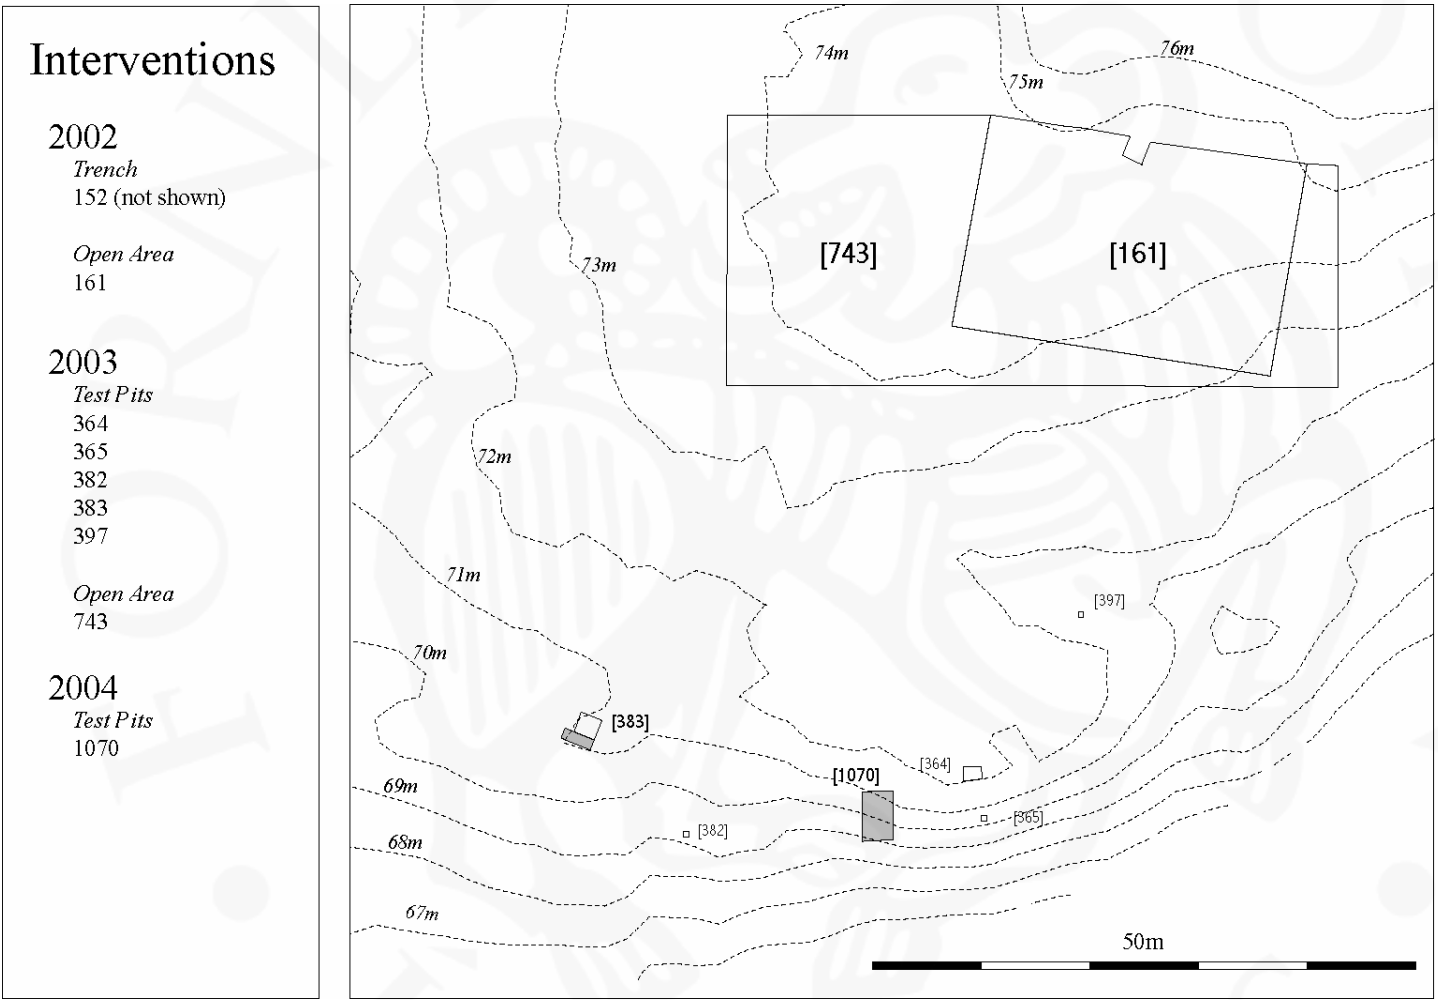 Interventions
2002
Trench
152 (not shown)
Open Area
161
2003
Test Pits
364
365
382
383
397
Open Area
743
2004
Test Pits
1070
74m
76m
75m
[743]
[161]
73m
72m
71m
[397]
70m
[383]
[364]
[1070]
69m
[365]
[382]
68m
67m
50m